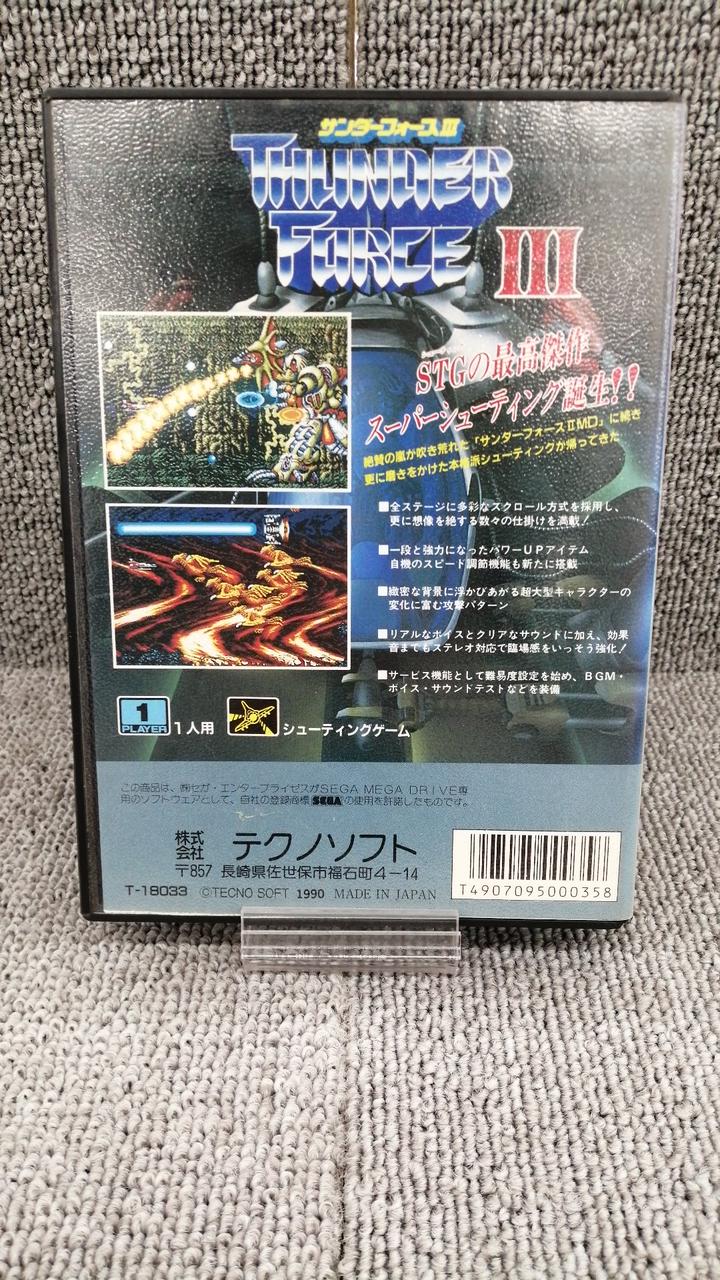 サンダーフォースIII
THUNDER
FORCE III
STGの最高傑作
スーパーシューティング誕生!!
絶賛の嵐が吹き荒れた「サンダーフォースⅡMD」に続き
更に磨きをかけた本格派シューティングが帰ってきた
■全ステージに多彩なスクロール方式を採用し、
更に想像を絶する数々の仕掛けを満載!
■一段と強力になったパワーUPアイテム
自機のスピード調節機能も新たに搭載
■緻密な背景に浮かびあがる超大型キャラクターの
変化に富む攻撃パターン
■リアルなボイスとクリアなサウンドに加え、効果
音までもステレオ対応で臨場感をいっそう強化!
■サービス機能として難易度設定を始め、BGM・
ボイス・サウンドテストなどを装備
1
PLAYER
1人用
シューティングゲーム
この商品は、㈱セガ・エンタープライゼスがSEGA MEGA DRIVE専
用のソフトウェアとして、自社の登録商標SEGAの使用を許諾したものです。
株式会社 テクノソフト
〒857 長崎県佐世保市福石町4-14
T-18033 ©TECNO SOFT 1990 MADE IN JAPAN
T4907095000358